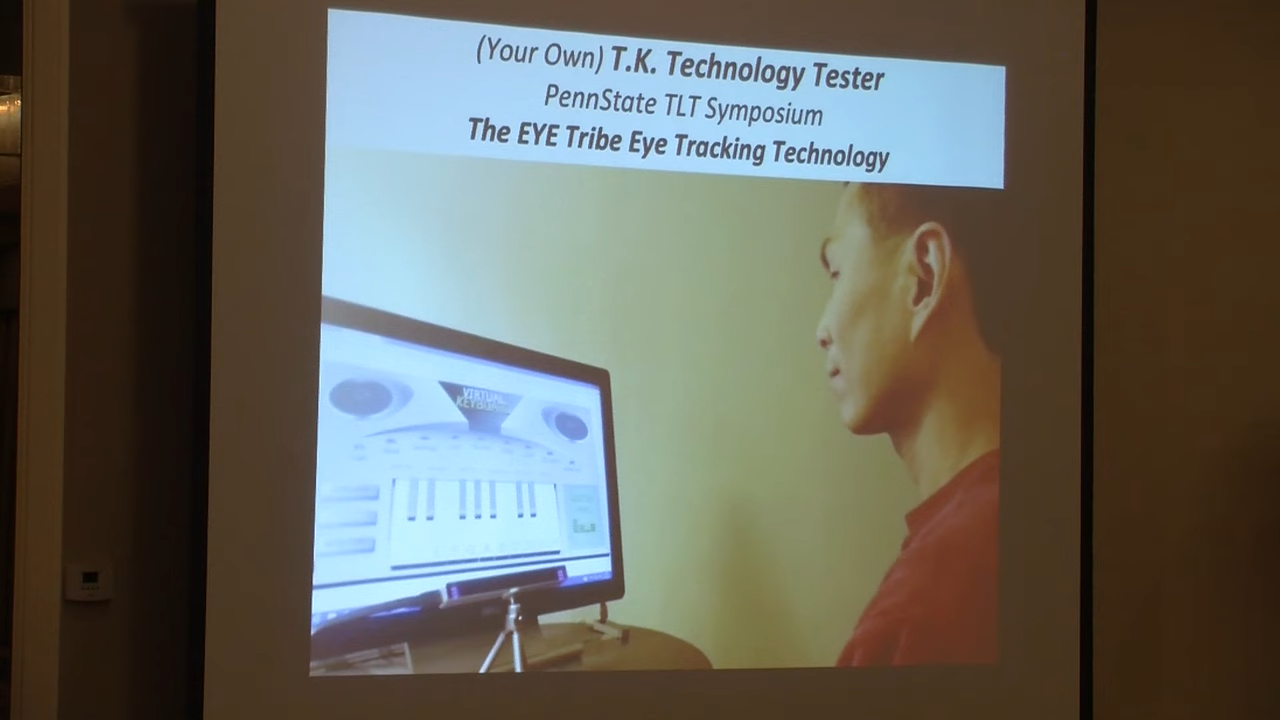 (Your Own) T.K. Technology Tester
PennState TLT Symposium
The EYE Tribe Eye Tracking Technology
VIRTUAL
KEYBOARD